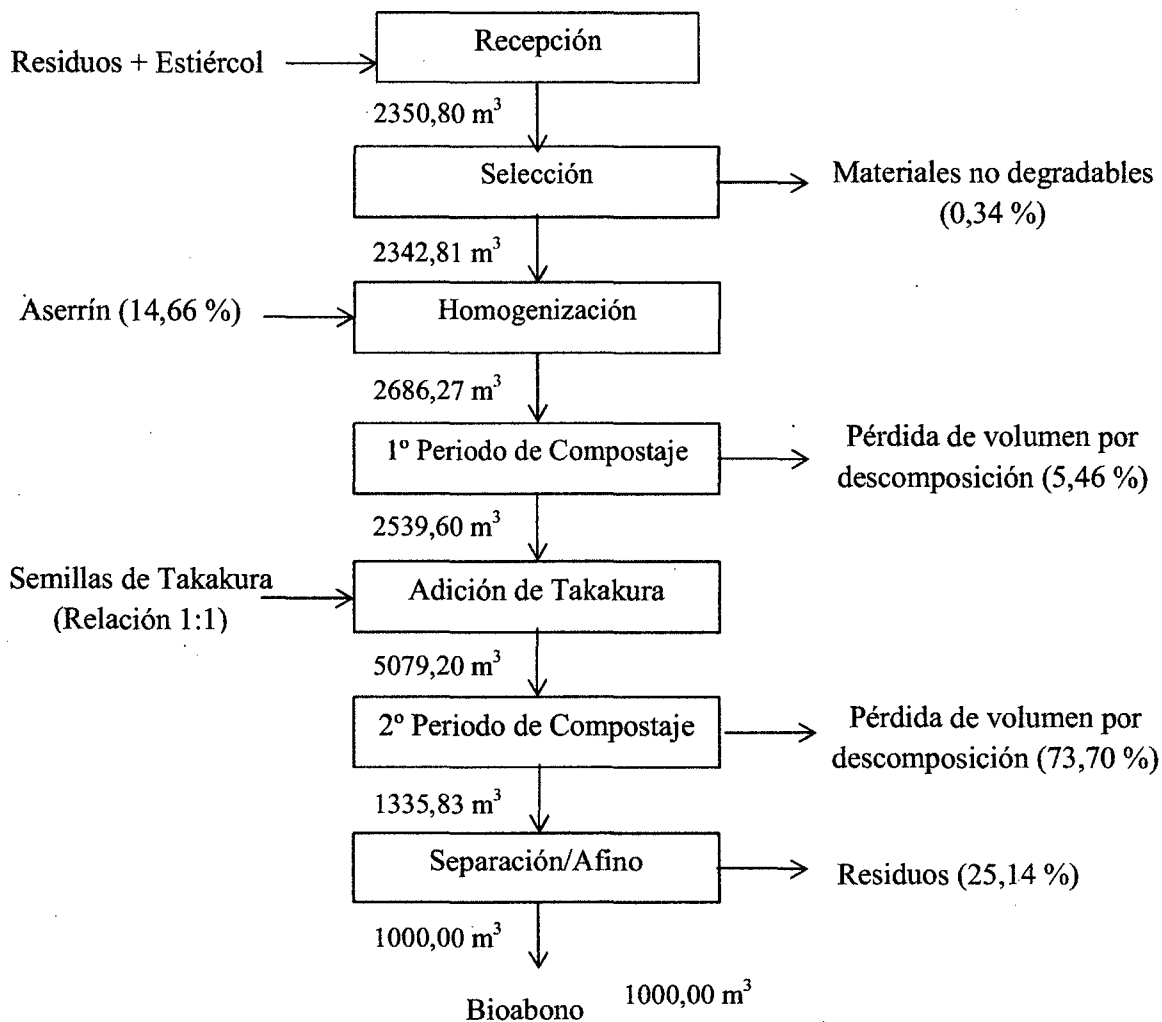 Recepción
Residuos + Estiércol
2350,80 m³
Selección
Materiales no degradables
(0,34 %)
2342,81 m³
Aserrín (14,66 %)
Homogenización
2686,27 m³
1º Periodo de Compostaje
Pérdida de volumen por
descomposición (5,46 %)
2539,60 m³
Semillas de Takakura
(Relación 1:1)
Adición de Takakura
5079,20 m³
2º Periodo de Compostaje
Pérdida de volumen por
descomposición (73,70 %)
1335,83 m³
Separación/Afino
Residuos (25,14 %)
1000,00 m³
Bioabono 1000,00 m³